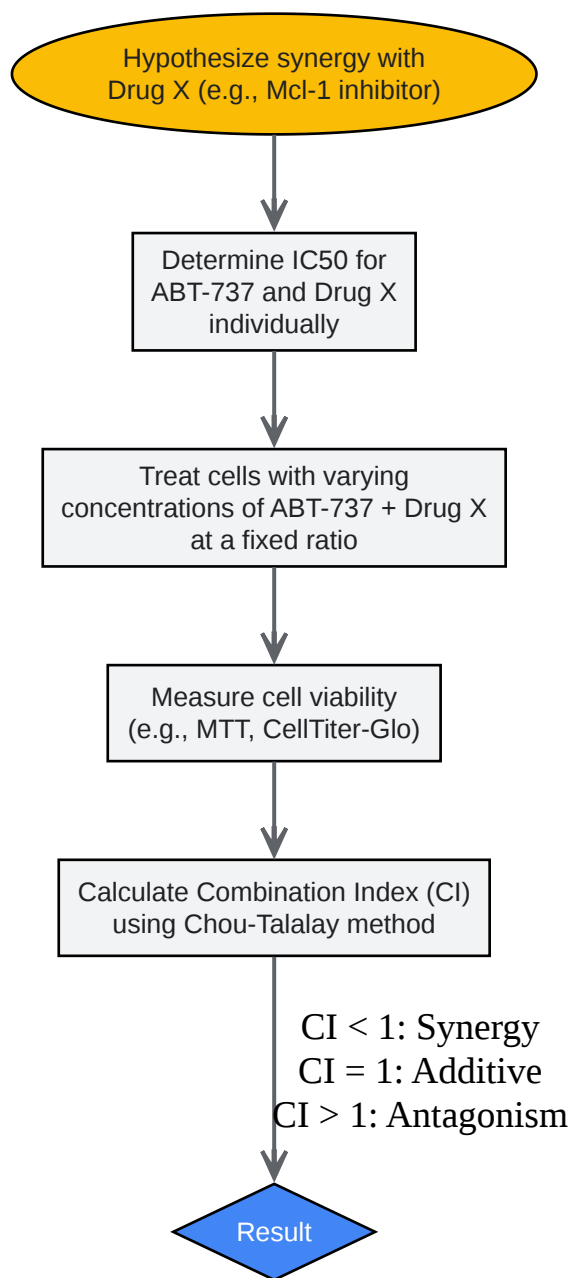 Hypothesize synergy with
Drug X (e.g., Mcl-1 inhibitor)
Determine IC50 for
ABT-737 and Drug X
individually
Treat cells with varying
concentrations of ABT-737 + Drug X
at a fixed ratio
Measure cell viability
(e.g., MTT, CellTiter-Glo)
Calculate Combination Index (CI)
using Chou-Talalay method
CI < 1: Synergy
CI = 1: Additive
CI > 1: Antagonism
Result